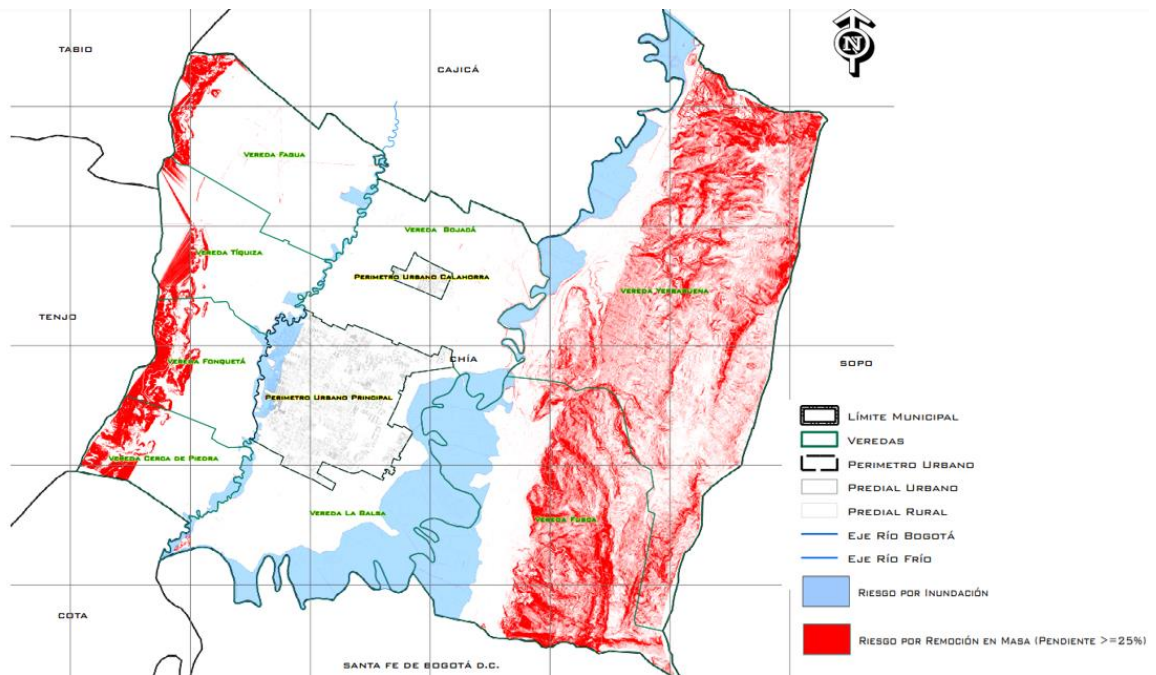 TABIO
CAJICÁ
N
VEREDA FAGUA
VEREDA BOJACÁ
VEREDA TÍQUIZA
PERIMETRO URBANO CALAHORRA
VEREDA YERBABUENA
TENJO
VEREDA FONQUETÁ
CHÍA
SOPO
PERIMETRO URBANO PRINCIPAL
VEREDA CERCA DE PIEDRA
VEREDA LA BALSA
VEREDA FUSCA
COTA
SANTA FE DE BOGOTÁ D.C.
LÍMITE MUNICIPAL
VEREDAS
PERIMETRO URBANO
PREDIAL URBANO
PREDIAL RURAL
EJE RÍO BOGOTÁ
EJE RÍO FRÍO
RIESGO POR INUNDACIÓN
RIESGO POR REMOCIÓN EN MASA (PENDIENTE >=25%)